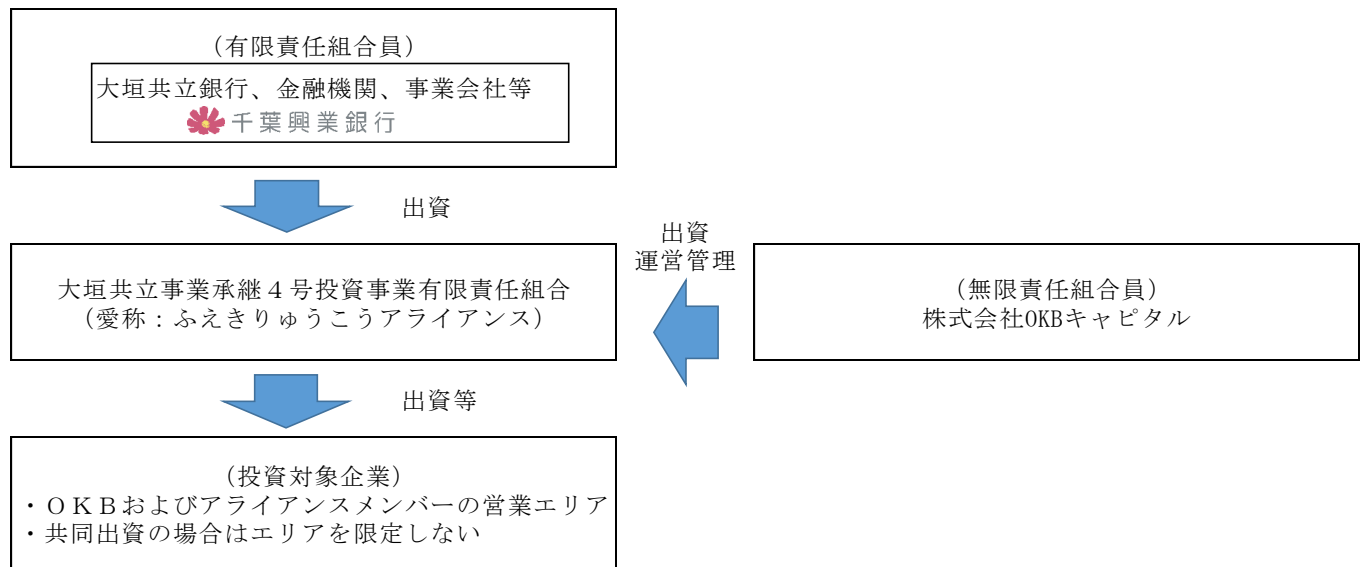 （有限責任組合員）
大垣共立銀行、金融機関、事業会社等
千葉興業銀行
出資
出資
運営管理
大垣共立事業承継４号投資事業有限責任組合
（愛称：ふえきりゅうこうアライアンス）
（無限責任組合員）
株式会社OKBキャピタル
出資等
（投資対象企業）
・ＯＫＢおよびアライアンスメンバーの営業エリア
・共同出資の場合はエリアを限定しない